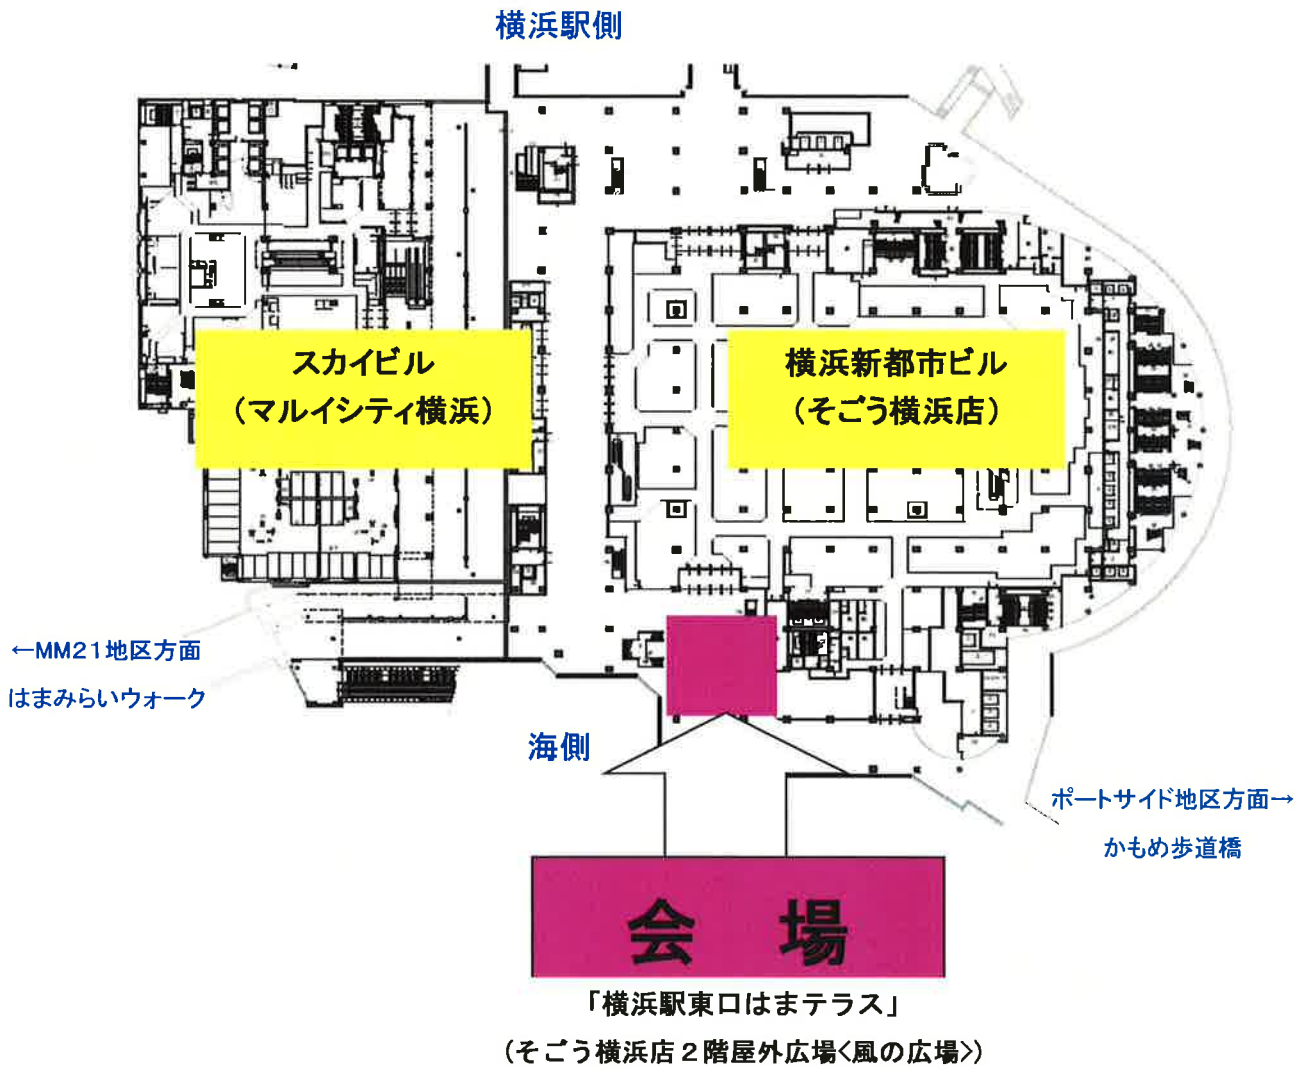 横浜駅側
スカイビル
（マルイシティ横浜）
横浜新都市ビル
（そごう横浜店）
←MM21地区方面
はまみらいウォーク
海側
ポートサイド地区方面→
かもめ歩道橋
会　場
「横浜駅東口はまテラス」
（そごう横浜店２階屋外広場<風の広場>）